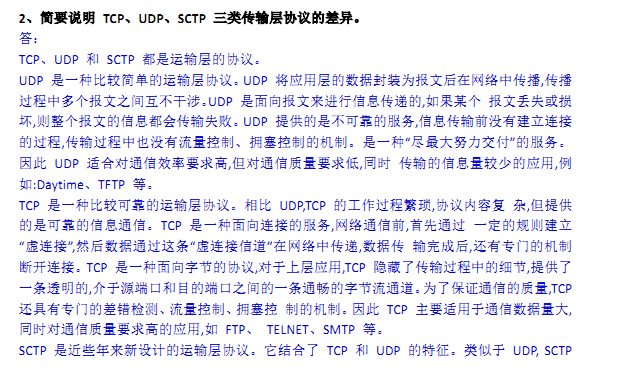 2、简要说明 TCP、UDP、SCTP 三类传输层协议的差异。
答：
TCP、UDP 和 SCTP 都是运输层的协议。
UDP 是一种比较简单的运输层协议。UDP 将应用层的数据封装为报文后在网络中传播,传播
过程中多个报文之间互不干涉。UDP 是面向报文来进行信息传递的,如果某个 报文丢失或损
坏,则整个报文的信息都会传输失败。UDP 提供的是不可靠的服务,信息传输前没有建立连接
的过程,传输过程中也没有流量控制、拥塞控制的机制。是一种“尽最大努力交付”的服务。
因此 UDP 适合对通信效率要求高,但对通信质量要求低,同时 传输的信息量较少的应用,例
如:Daytime、TFTP 等。
TCP 是一种比较可靠的运输层协议。相比 UDP,TCP 的工作过程繁琐,协议内容复 杂,但提供
的是可靠的信息通信。TCP 是一种面向连接的服务,网络通信前,首先通过 一定的规则建立
“虚连接”,然后数据通过这条“虚连接信道”在网络中传递,数据传 输完成后,还有专门的机制
断开连接。TCP 是一种面向字节的协议,对于上层应用,TCP 隐藏了传输过程中的细节,提供了
一条透明的,介于源端口和目的端口之间的一条通畅的字节流通道。为了保证通信的质量,TCP
还具有专门的差错检测、流量控制、拥塞控 制的机制。因此 TCP 主要适用于通信数据量大,
同时对通信质量要求高的应用,如 FTP、 TELNET、SMTP 等。
SCTP 是近些年来新设计的运输层协议。它结合了 TCP 和 UDP 的特征。类似于 UDP, SCTP